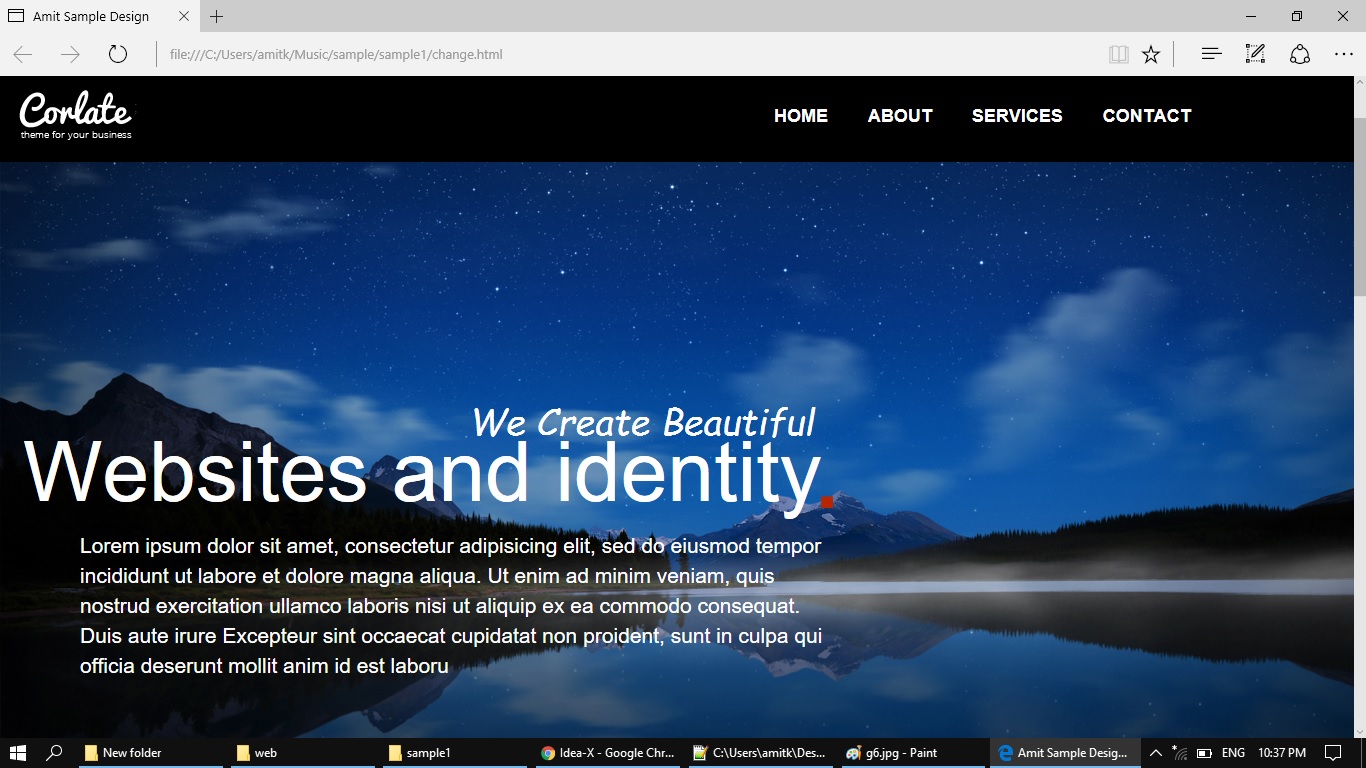 Amit Sample Design
file:///C:/Users/amitk/Music/sample/sample1/change.html
Corlate
theme for your business
HOME ABOUT SERVICES CONTACT
We Create Beautiful
Websites and identity.
Lorem ipsum dolor sit amet, consectetur adipisicing elit, sed do eiusmod tempor
incididunt ut labore et dolore magna aliqua. Ut enim ad minim veniam, quis
nostrud exercitation ullamco laboris nisi ut aliquip ex ea commodo consequat.
Duis aute irure Excepteur sint occaecat cupidatat non proident, sunt in culpa qui
officia deserunt mollit anim id est laboru
New folder web sample1 Idea-X - Google Chr... C:\Users\amitk\Des... g6.jpg - Paint Amit Sample Desig... ENG 10:37 PM